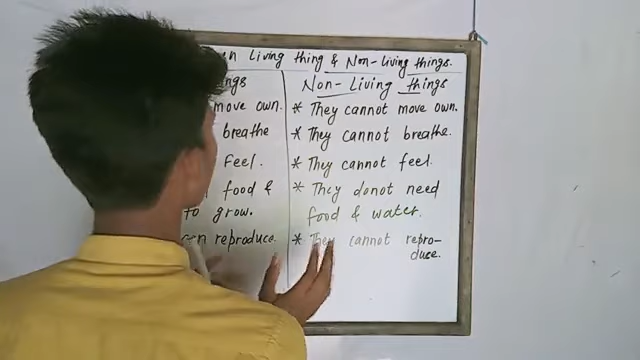 Living thing & Non-Living things.
Non-Living things
move own. * They cannot move own.
breathe * They cannot breathe.
Feel. * They cannot feel.
food & * They donot need
to grow. food & water.
can reproduce. * They cannot repro-
duce.